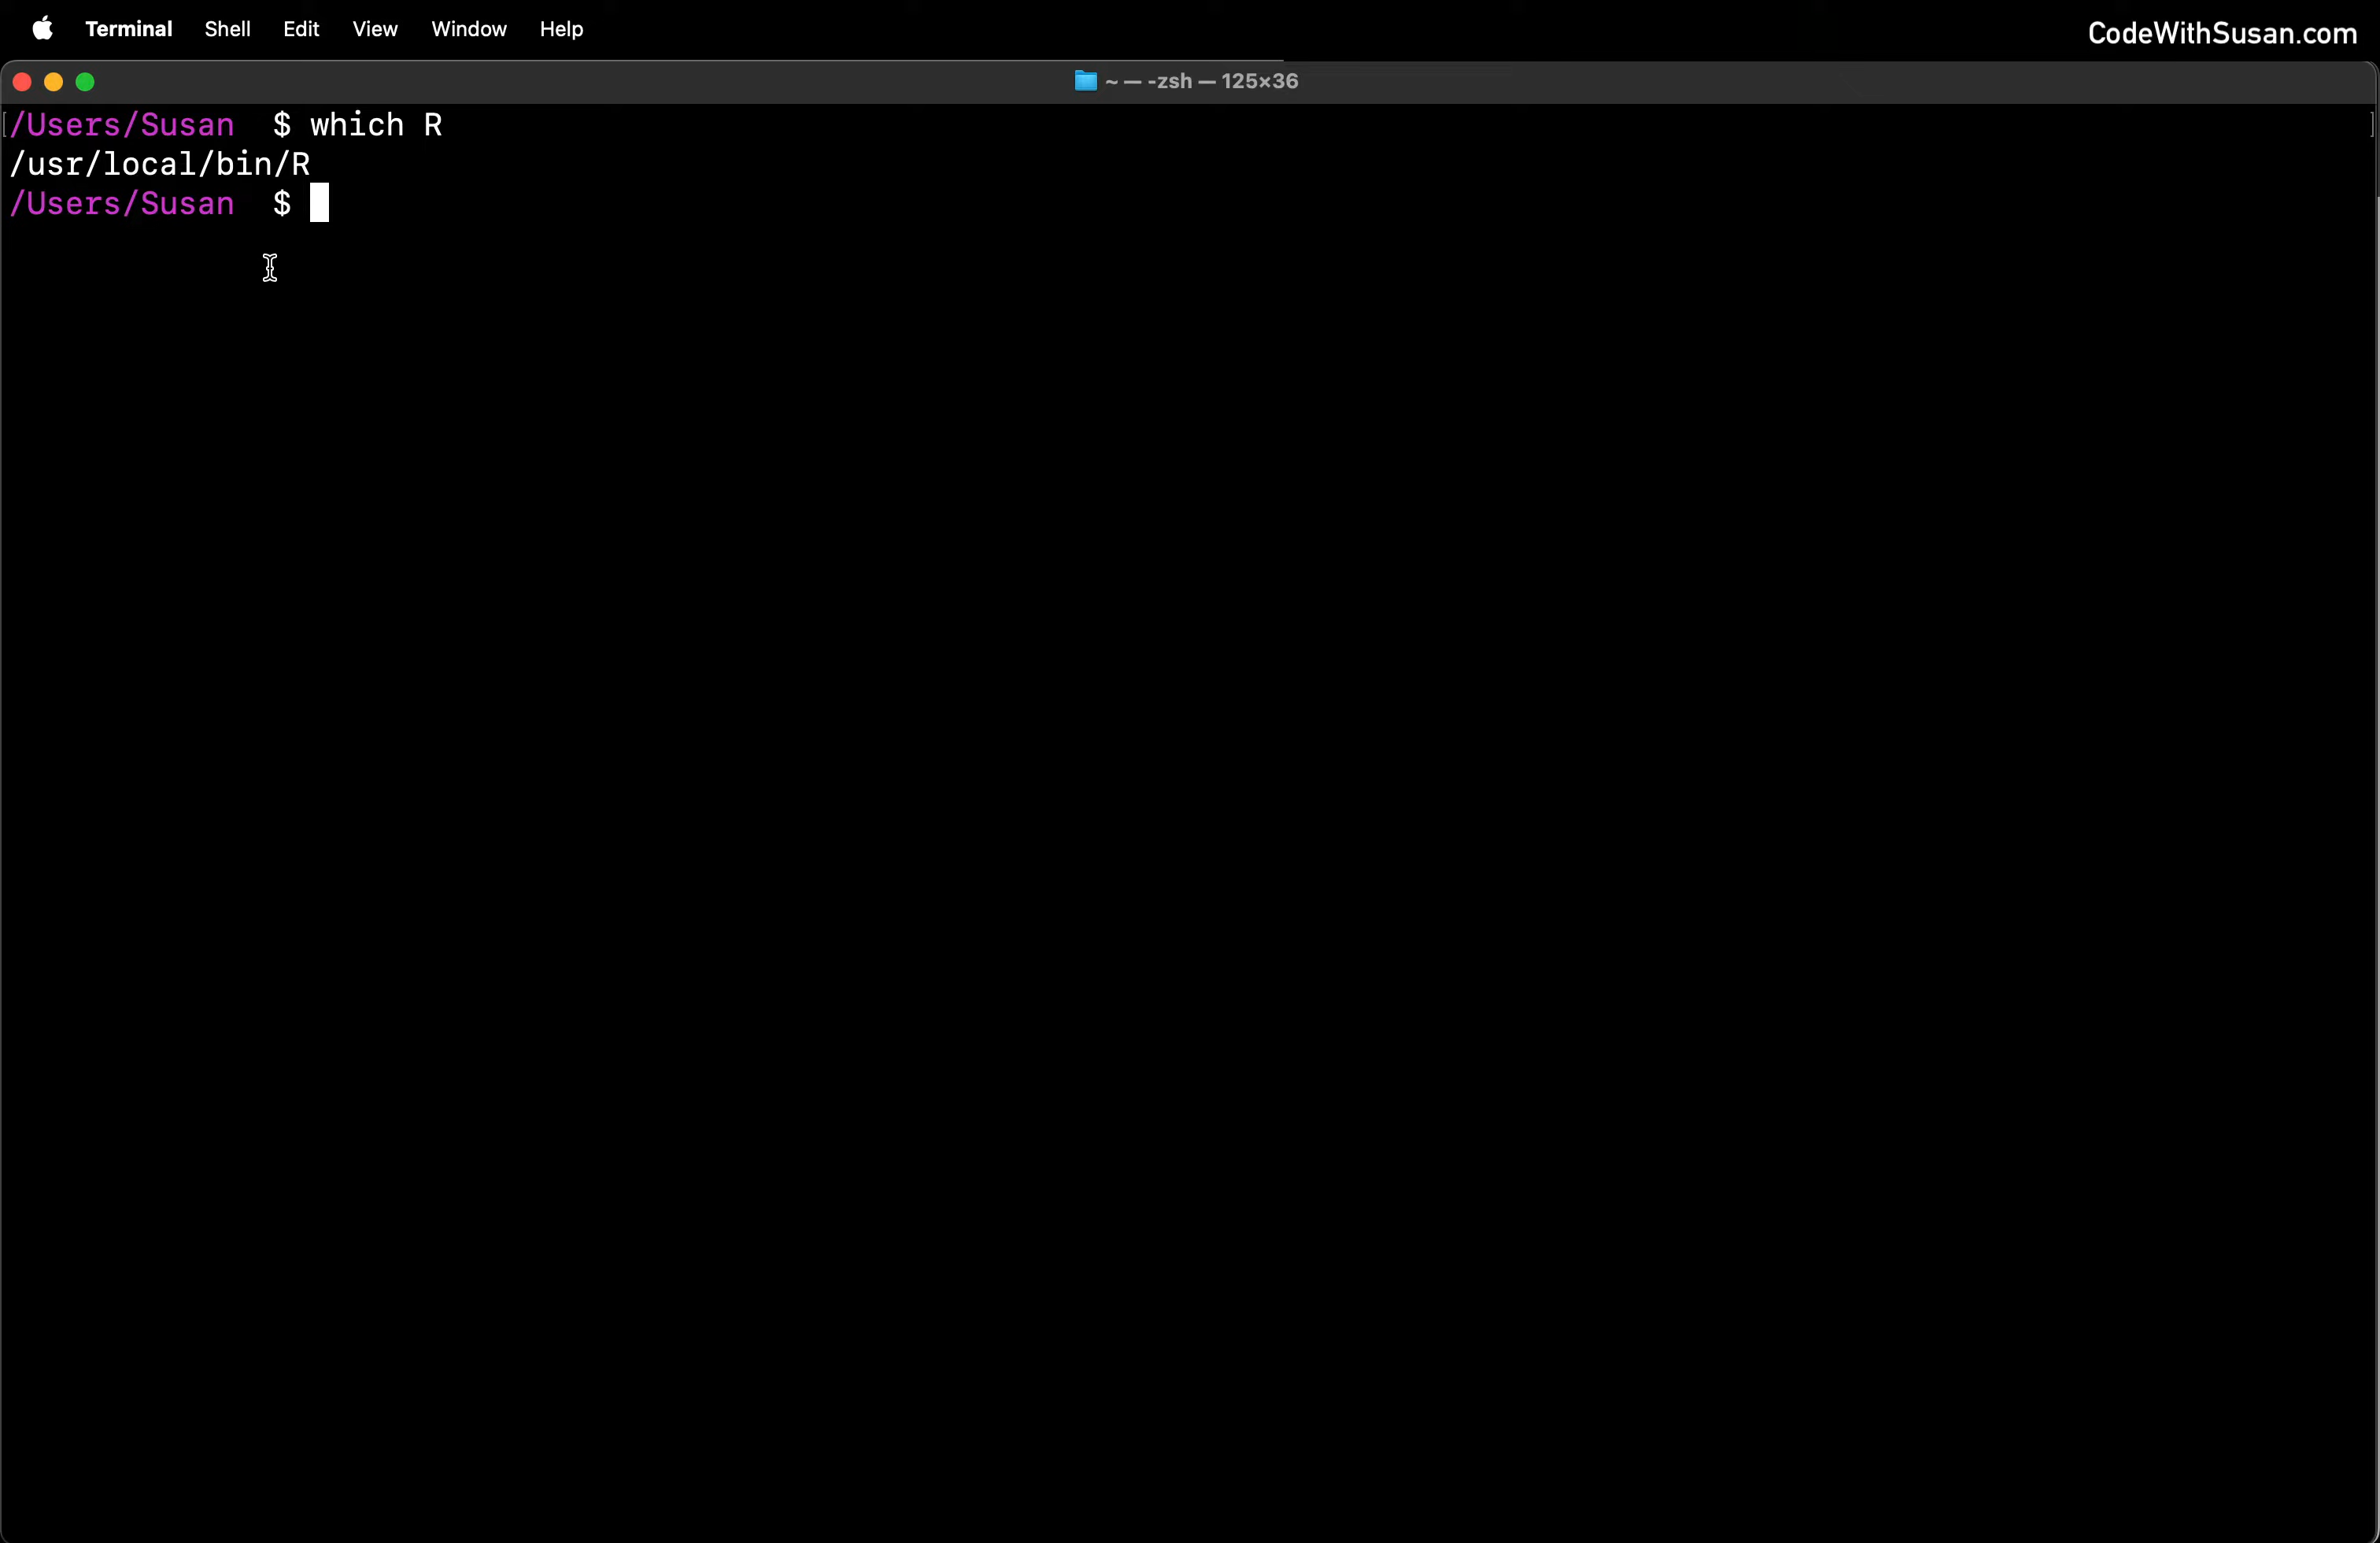 Terminal Shell Edit View Window Help
CodeWithSusan.com
~ — -zsh — 125×36
[/Users/Susan  $ which R ]
/usr/local/bin/R
/Users/Susan  $